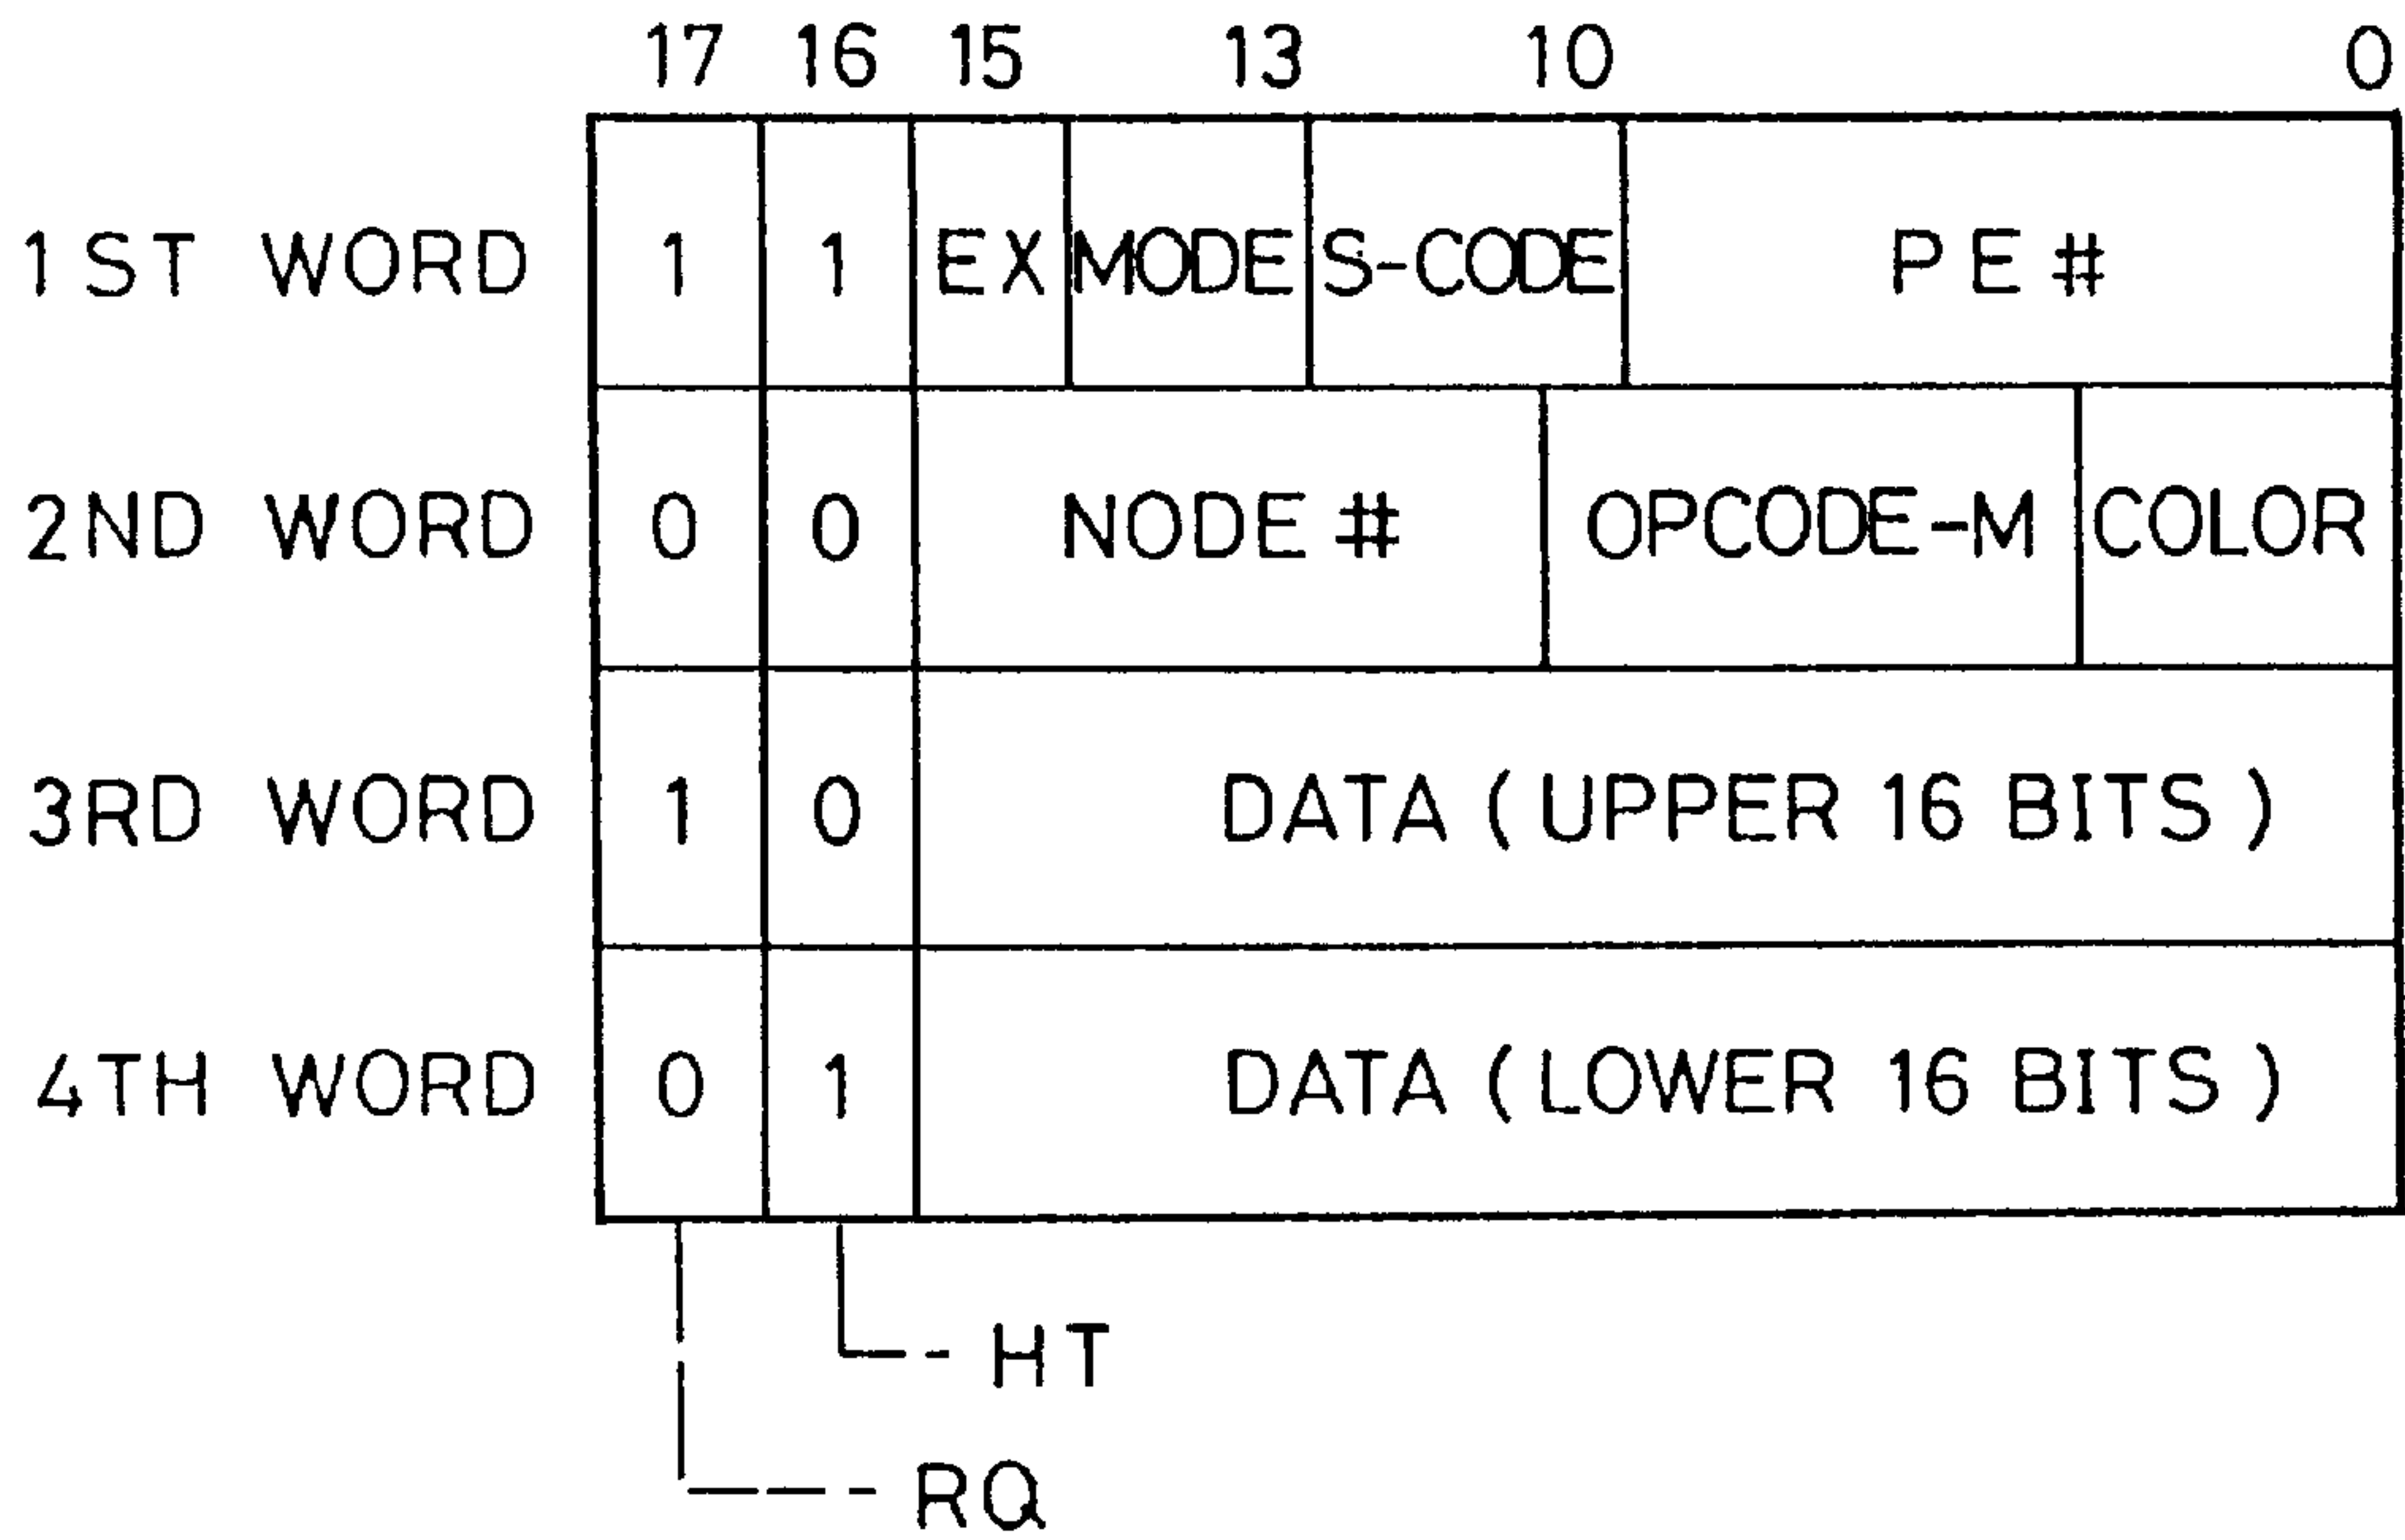 17 16 15 13 10 0
1ST WORD 1 1 EX MODE S-CODE PE#
2ND WORD 0 0 NODE# OPCODE-M COLOR
3RD WORD 1 0 DATA (UPPER 16 BITS)
4TH WORD 0 1 DATA (LOWER 16 BITS)
HT
RQ